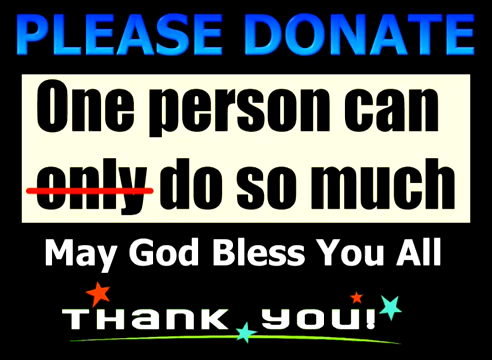 PLEASE DONATE
One person can
only do so much
May God Bless You All
THANK YOU!